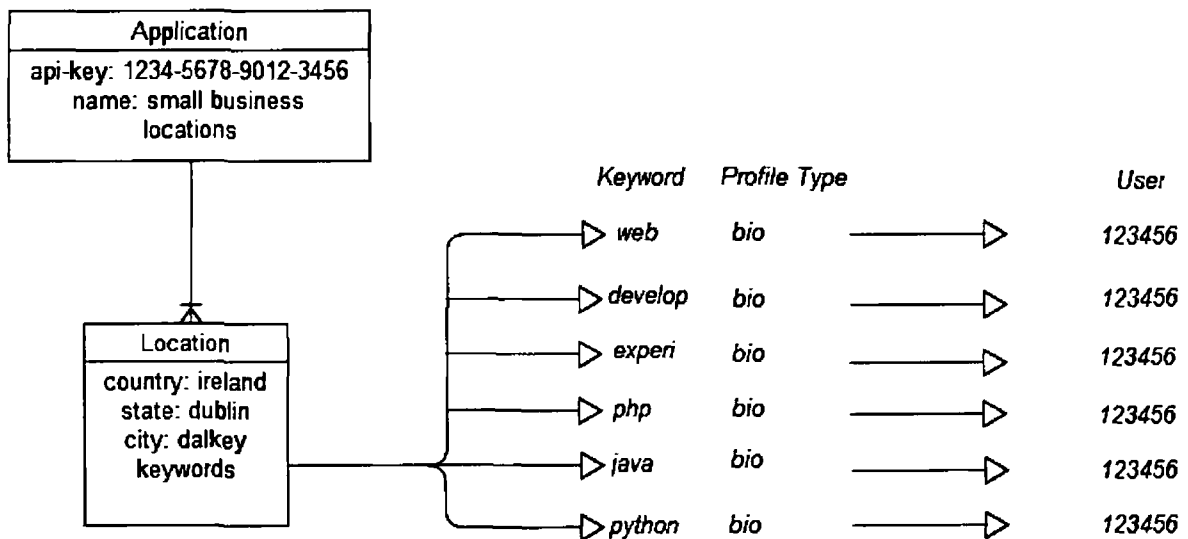 Application
api-key: 1234-5678-9012-3456
name: small business
locations
Keyword Profile Type User
web bio 123456
develop bio 123456
experi bio 123456
php bio 123456
java bio 123456
python bio 123456
Location
country: ireland
state: dublin
city: dalkey
keywords